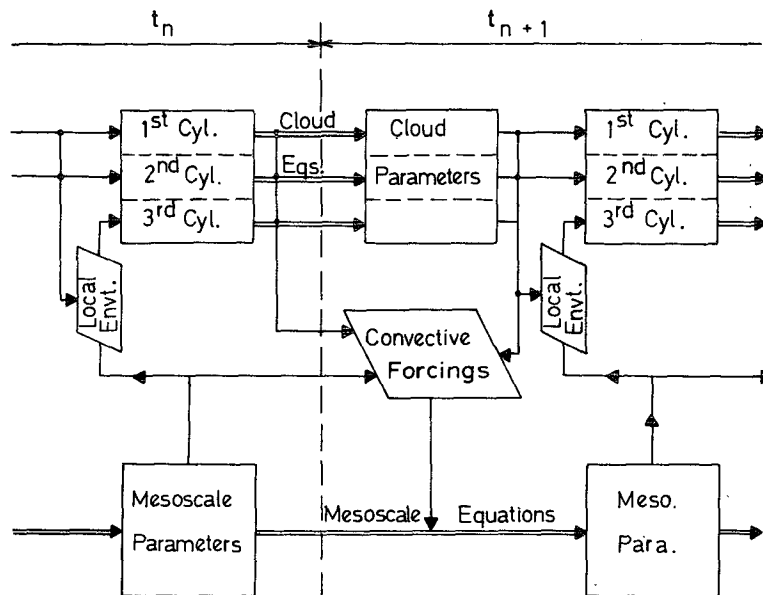 t_n
t_{n+1}
1st Cyl.
2nd Cyl.
3rd Cyl.
Cloud
Eqs.
Cloud
Parameters
1st Cyl.
2nd Cyl.
3rd Cyl.
Local
Envt.
Convective
Forcings
Local
Envt.
Mesoscale
Parameters
Mesoscale Equations
Meso.
Para.